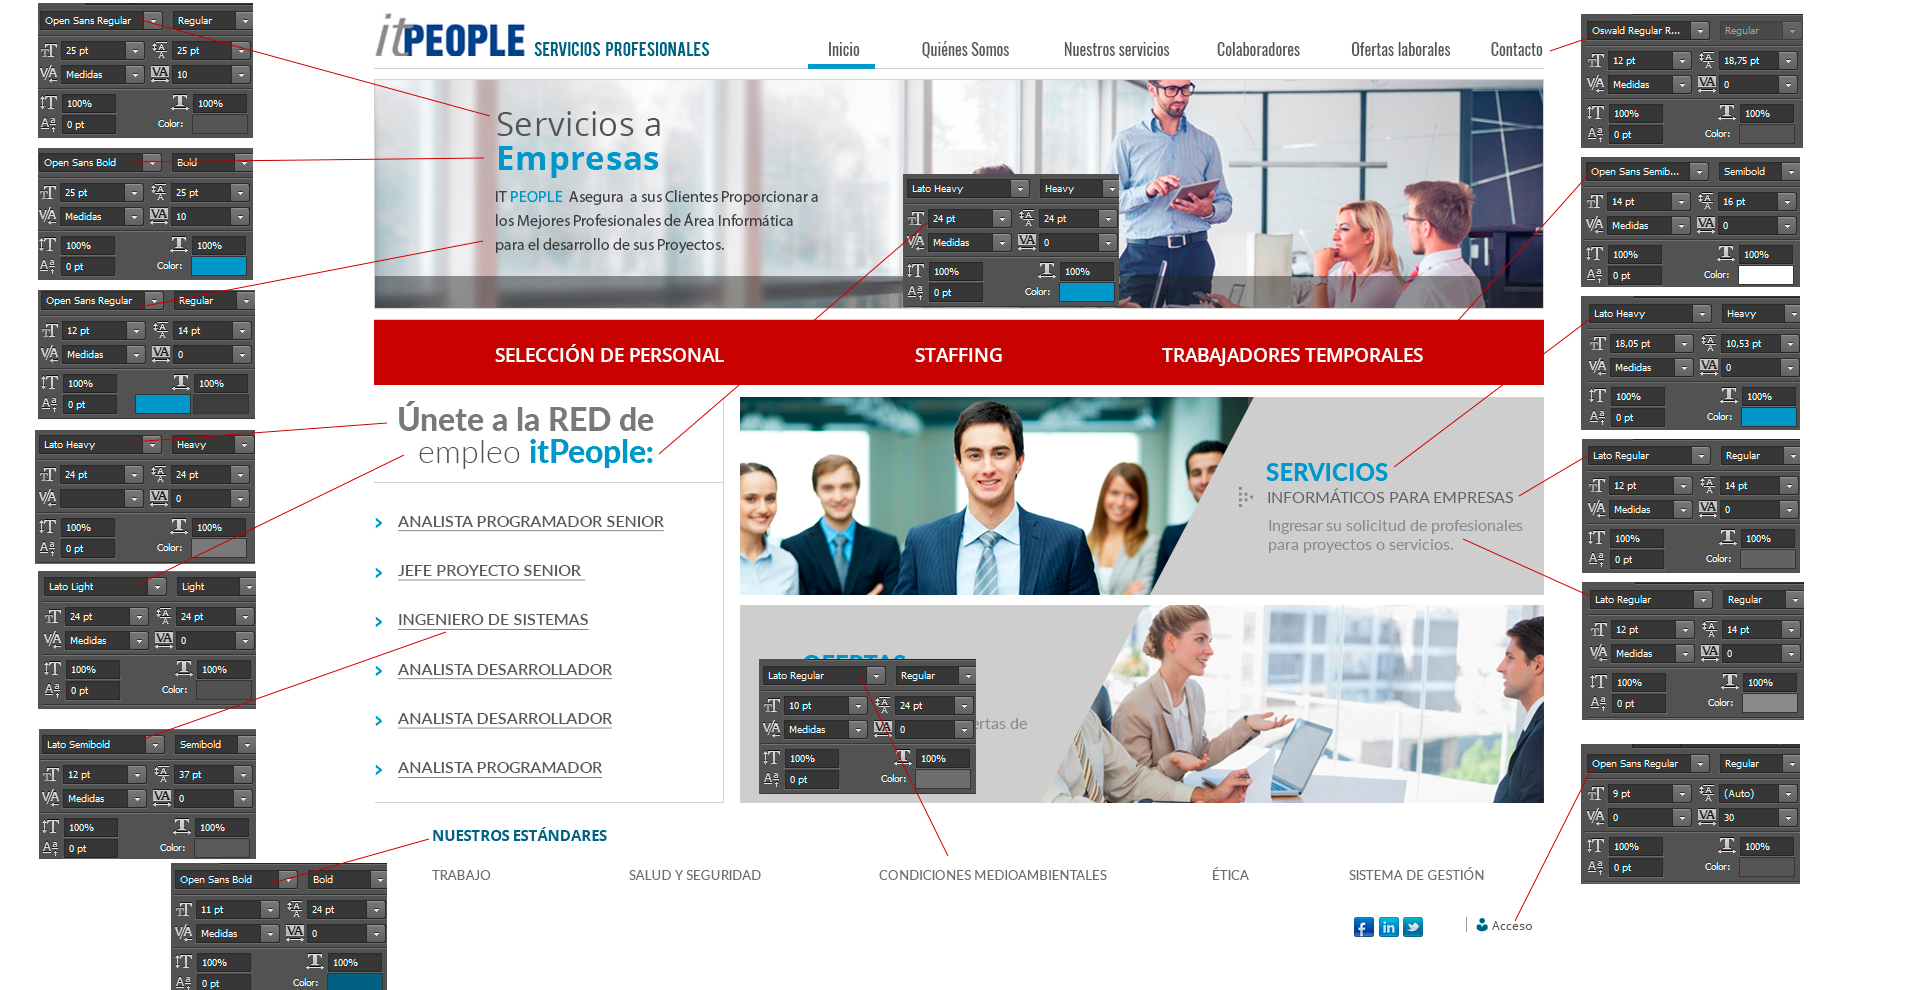 itPEOPLE SERVICIOS PROFESIONALES
Inicio
Quiénes Somos
Nuestros servicios
Colaboradores
Ofertas laborales
Contacto
Servicios a
Empresas
IT PEOPLE Asegura a sus Clientes Proporcionar a
los Mejores Profesionales de Área Informática
para el desarrollo de sus Proyectos.
SELECCIÓN DE PERSONAL
STAFFING
TRABAJADORES TEMPORALES
Únete a la RED de
empleo itPeople:
ANALISTA PROGRAMADOR SENIOR
JEFE PROYECTO SENIOR
INGENIERO DE SISTEMAS
ANALISTA DESARROLLADOR
ANALISTA DESARROLLADOR
ANALISTA PROGRAMADOR
SERVICIOS
INFORMÁTICOS PARA EMPRESAS
Ingresar su solicitud de profesionales
para proyectos o servicios.
OFERTAS
ertas de
NUESTROS ESTÁNDARES
TRABAJO
SALUD Y SEGURIDAD
CONDICIONES MEDIOAMBIENTALES
ÉTICA
SISTEMA DE GESTIÓN
Acceso
Open Sans Regular Regular
25 pt 25 pt
Medidas 10
100% 100%
0 pt Color:
Open Sans Bold Bold
25 pt 25 pt
Medidas 10
100% 100%
0 pt Color:
Open Sans Regular Regular
12 pt 14 pt
Medidas 0
100% 100%
0 pt
Lato Heavy Heavy
24 pt 24 pt
0
100% 100%
0 pt Color:
Lato Light Light
24 pt 24 pt
Medidas 0
100% 100%
0 pt Color:
Lato Semibold Semibold
12 pt 37 pt
Medidas 0
100% 100%
0 pt Color:
Open Sans Bold Bold
11 pt 24 pt
Medidas 0
100% 100%
0 pt Color:
Lato Heavy Heavy
24 pt 24 pt
Medidas 0
100% 100%
0 pt Color:
Lato Regular Regular
10 pt 24 pt
Medidas 0
100% 100%
0 pt Color:
Oswald Regular R... Regular
12 pt 18,75 pt
Medidas 0
100% 100%
0 pt Color:
Open Sans Semib... Semibold
14 pt 16 pt
Medidas 0
100% 100%
0 pt Color:
Lato Heavy Heavy
18,05 pt 10,53 pt
Medidas 0
100% 100%
0 pt Color:
Lato Regular Regular
12 pt 14 pt
Medidas 0
100% 100%
0 pt Color:
Lato Regular Regular
12 pt 14 pt
Medidas 0
100% 100%
0 pt Color:
Open Sans Regular Regular
9 pt (Auto)
0 30
100% 100%
0 pt Color: